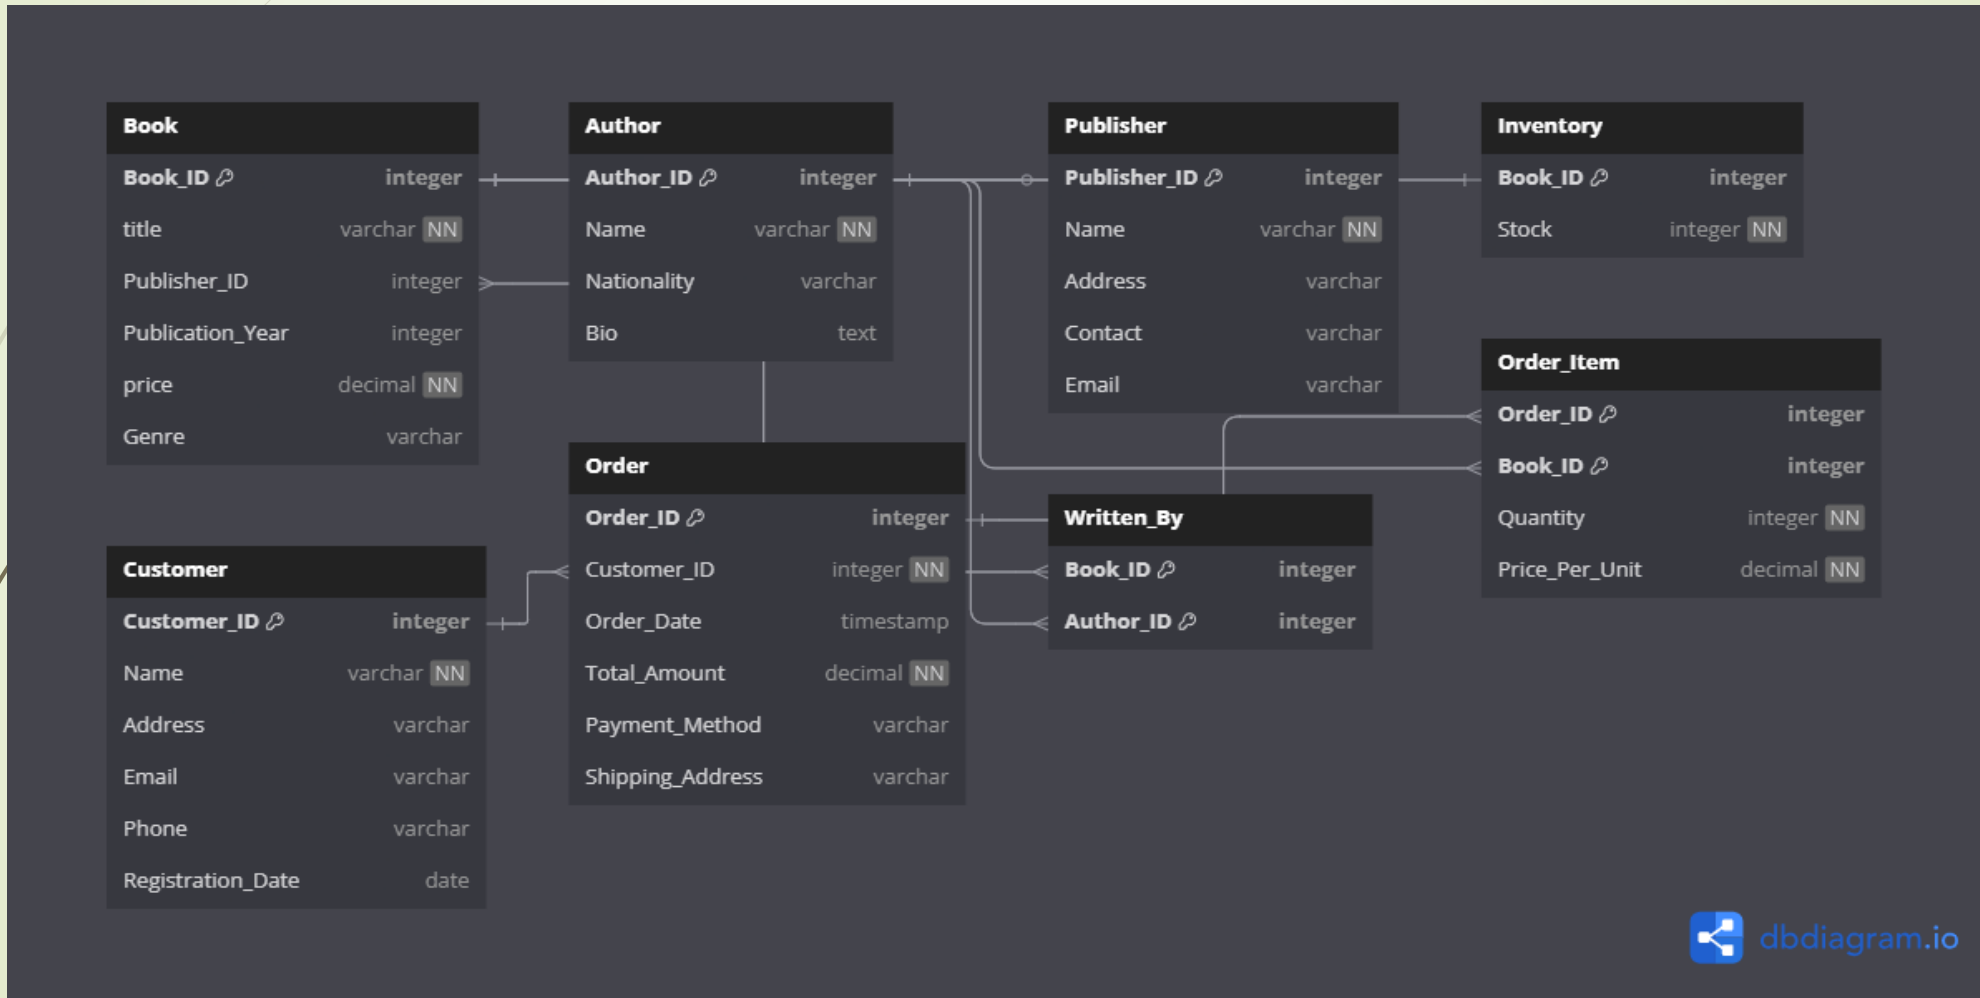 Book
Book_ID integer
title varchar NN
Publisher_ID integer
Publication_Year integer
price decimal NN
Genre varchar
Author
Author_ID integer
Name varchar NN
Nationality varchar
Bio text
Publisher
Publisher_ID integer
Name varchar NN
Address varchar
Contact varchar
Email varchar
Inventory
Book_ID integer
Stock integer NN
Order_Item
Order_ID integer
Book_ID integer
Quantity integer NN
Price_Per_Unit decimal NN
Order
Order_ID integer
Customer_ID integer NN
Order_Date timestamp
Total_Amount decimal NN
Payment_Method varchar
Shipping_Address varchar
Written_By
Book_ID integer
Author_ID integer
Customer
Customer_ID integer
Name varchar NN
Address varchar
Email varchar
Phone varchar
Registration_Date date
dbdiagram.io